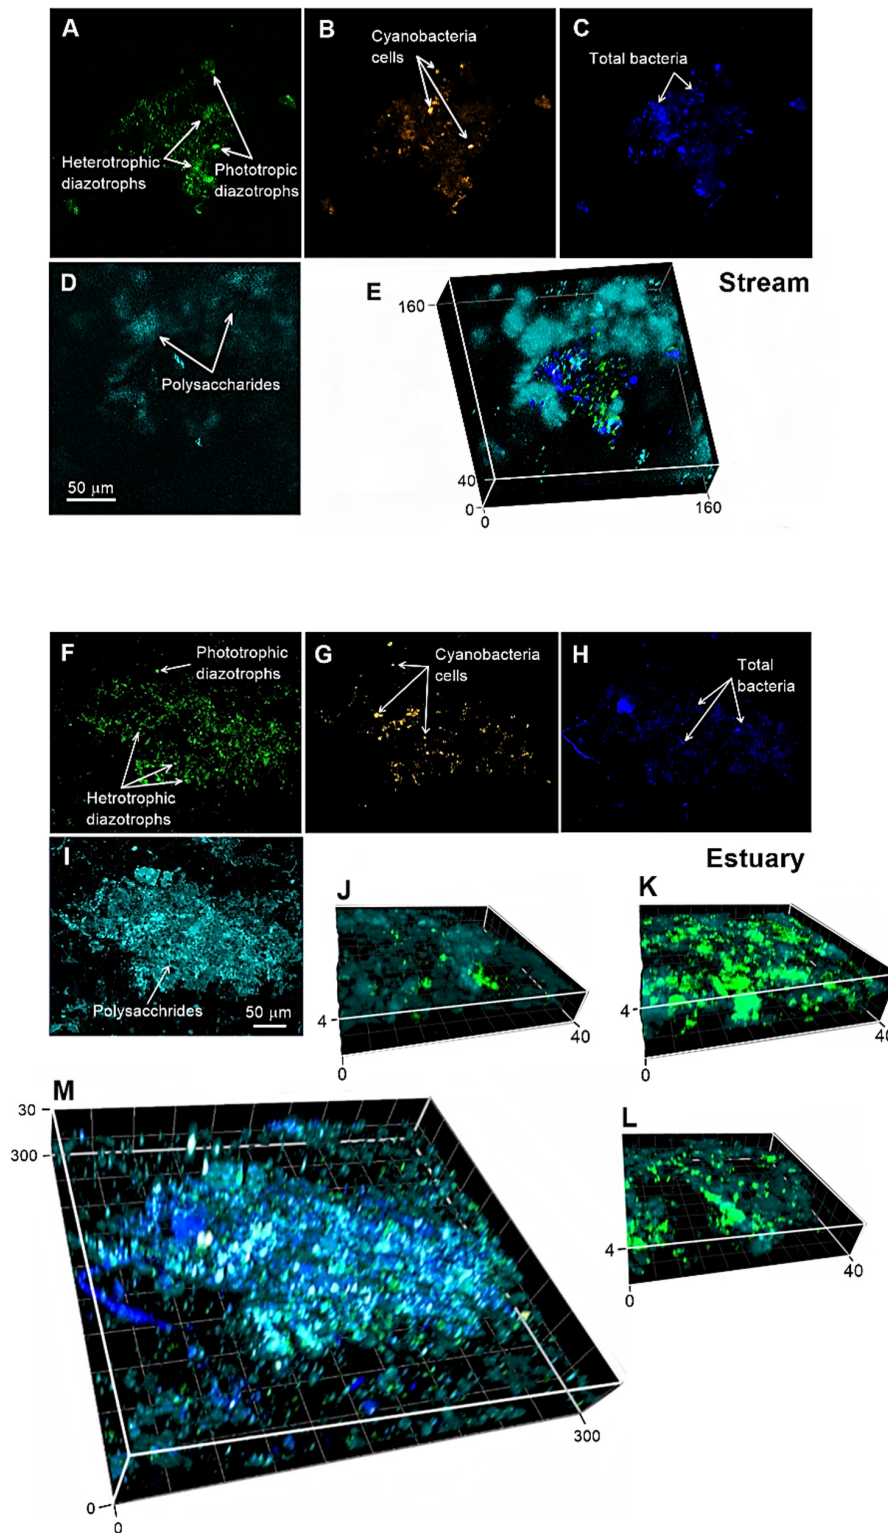 A
Heterotrophic
diazotrophs
Phototropic
diazotrophs
B
Cyanobacteria
cells
C
Total bacteria
D
Polysaccharides
50 μm
E
Stream
160
40
0
0
160
F
Phototrophic
diazotrophs
Hetrotrophic
diazotrophs
G
Cyanobacteria
cells
H
Total
bacteria
I
Polysacchrides
50 μm
Estuary
J
4
0
40
K
4
0
40
L
4
0
40
M
30
300
0
0
300